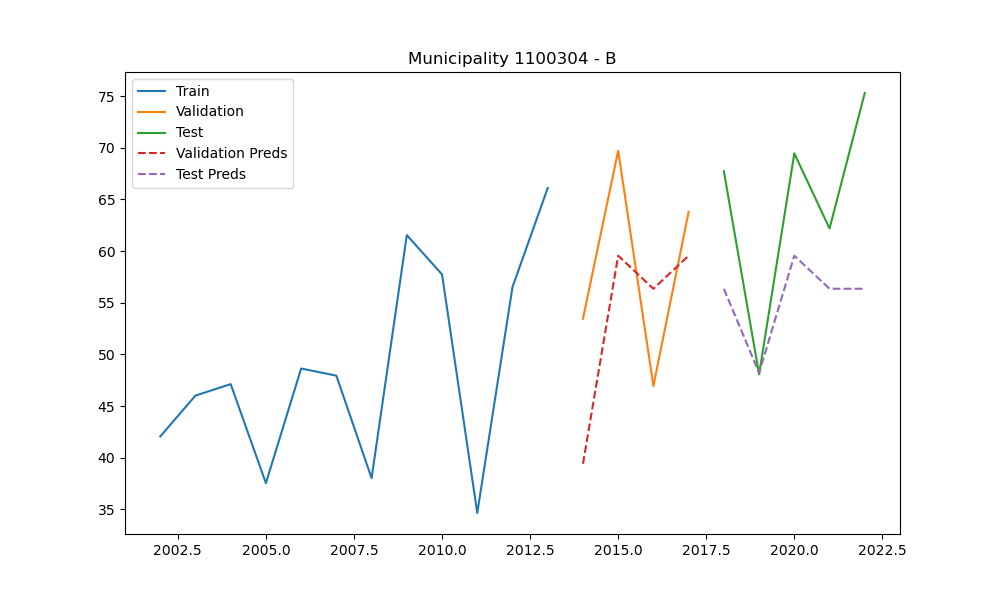 Municipality 1100304 - B
Train
Validation
Test
Validation Preds
Test Preds
75
70
65
60
55
50
45
40
35
2002.5 2005.0 2007.5 2010.0 2012.5 2015.0 2017.5 2020.0 2022.5